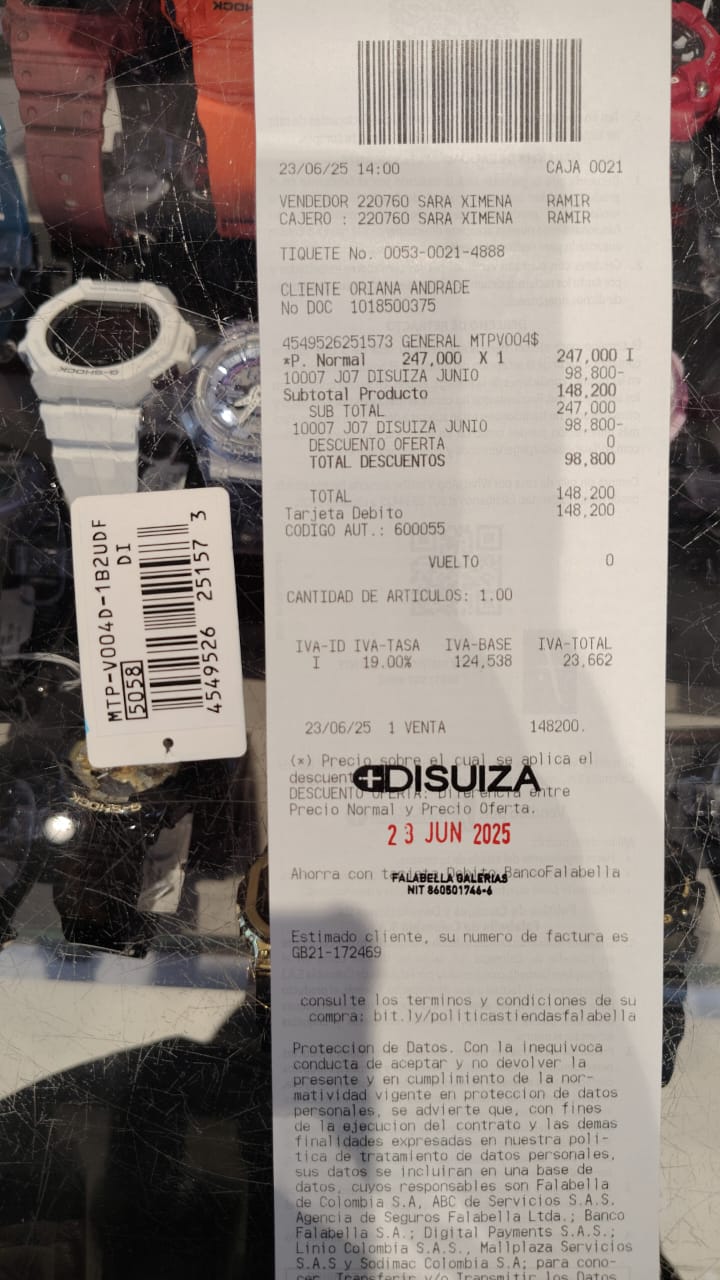 23/06/25 14:00 CAJA 0021
VENDEDOR 220760 SARA XIMENA RAMIR
CAJERO : 220760 SARA XIMENA RAMIR
TIQUETE No. 0053-0021-4888
CLIENTE ORIANA ANDRADE
No DOC 1018500375
4549526251573 GENERAL MTPV004$
*P. Normal 247,000 X 1 247,000 I
10007 J07 DISUIZA JUNIO 98,800-
Subtotal Producto 148,200
SUB TOTAL 247,000
10007 J07 DISUIZA JUNIO 98,800-
DESCUENTO OFERTA 0
TOTAL DESCUENTOS 98,800
TOTAL 148,200
Tarjeta Debito 148,200
CODIGO AUT.: 600055
VUELTO 0
CANTIDAD DE ARTICULOS: 1.00
IVA-ID IVA-TASA IVA-BASE IVA-TOTAL
I 19.00% 124,538 23,662
23/06/25 1 VENTA 148200.
(*) Precio sobre el cual se aplica el
descuent
DISUIZA
DESCUENTO OFERTA: Diferencia entre
Precio Normal y Precio Oferta.
23 JUN 2025
Ahorra con tarjeta Debito BancoFalabella
FALABELLA GALERIAS
NIT 860501746-6
Estimado cliente, su numero de factura es
GB21-172469
consulte los terminos y condiciones de su
compra: bit.ly/politicastiendasfalabella
Proteccion de Datos. Con la inequivoca
conducta de aceptar y no devolver la
presente y en cumplimiento de la nor-
matividad vigente en proteccion de datos
personales, se advierte que, con fines
de la ejecucion del contrato y las demas
finalidades expresadas en nuestra poli-
tica de tratamiento de datos personales,
sus datos se incluiran en una base de
datos, cuyos responsables son Falabella
de Colombia S.A, ABC de Servicios S.A.S.
Agencia de Seguros Falabella Ltda.; Banco
Falabella S.A.; Digital Payments S.A.S.;
Linio Colombia S.A.S., Mallplaza Servicios
S.A.S y Sodimac Colombia S.A; para cono-
cer, Transferir y/o Transmitir los Datos
MTP-V004D-1B2UDF
DI
5058
4549526 25157 3
G-SHOCK